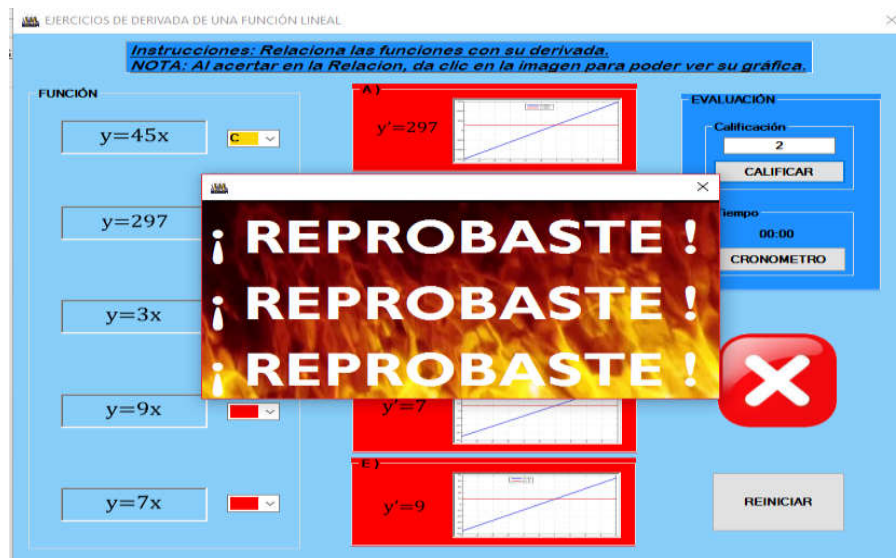 EJERCICIOS DE DERIVADA DE UNA FUNCIÓN LINEAL
Instrucciones: Relaciona las funciones con su derivada.
NOTA: Al acertar en la Relacion, da clic en la imagen para poder ver su gráfica.
FUNCIÓN
y=45x
C
y=297
y=3x
y=9x
y=7x
A )
y'=297
y'=7
E )
y'=9
¡ REPROBASTE !
¡ REPROBASTE !
¡ REPROBASTE !
EVALUACIÓN
Calificación
2
CALIFICAR
Tiempo
00:00
CRONOMETRO
REINICIAR